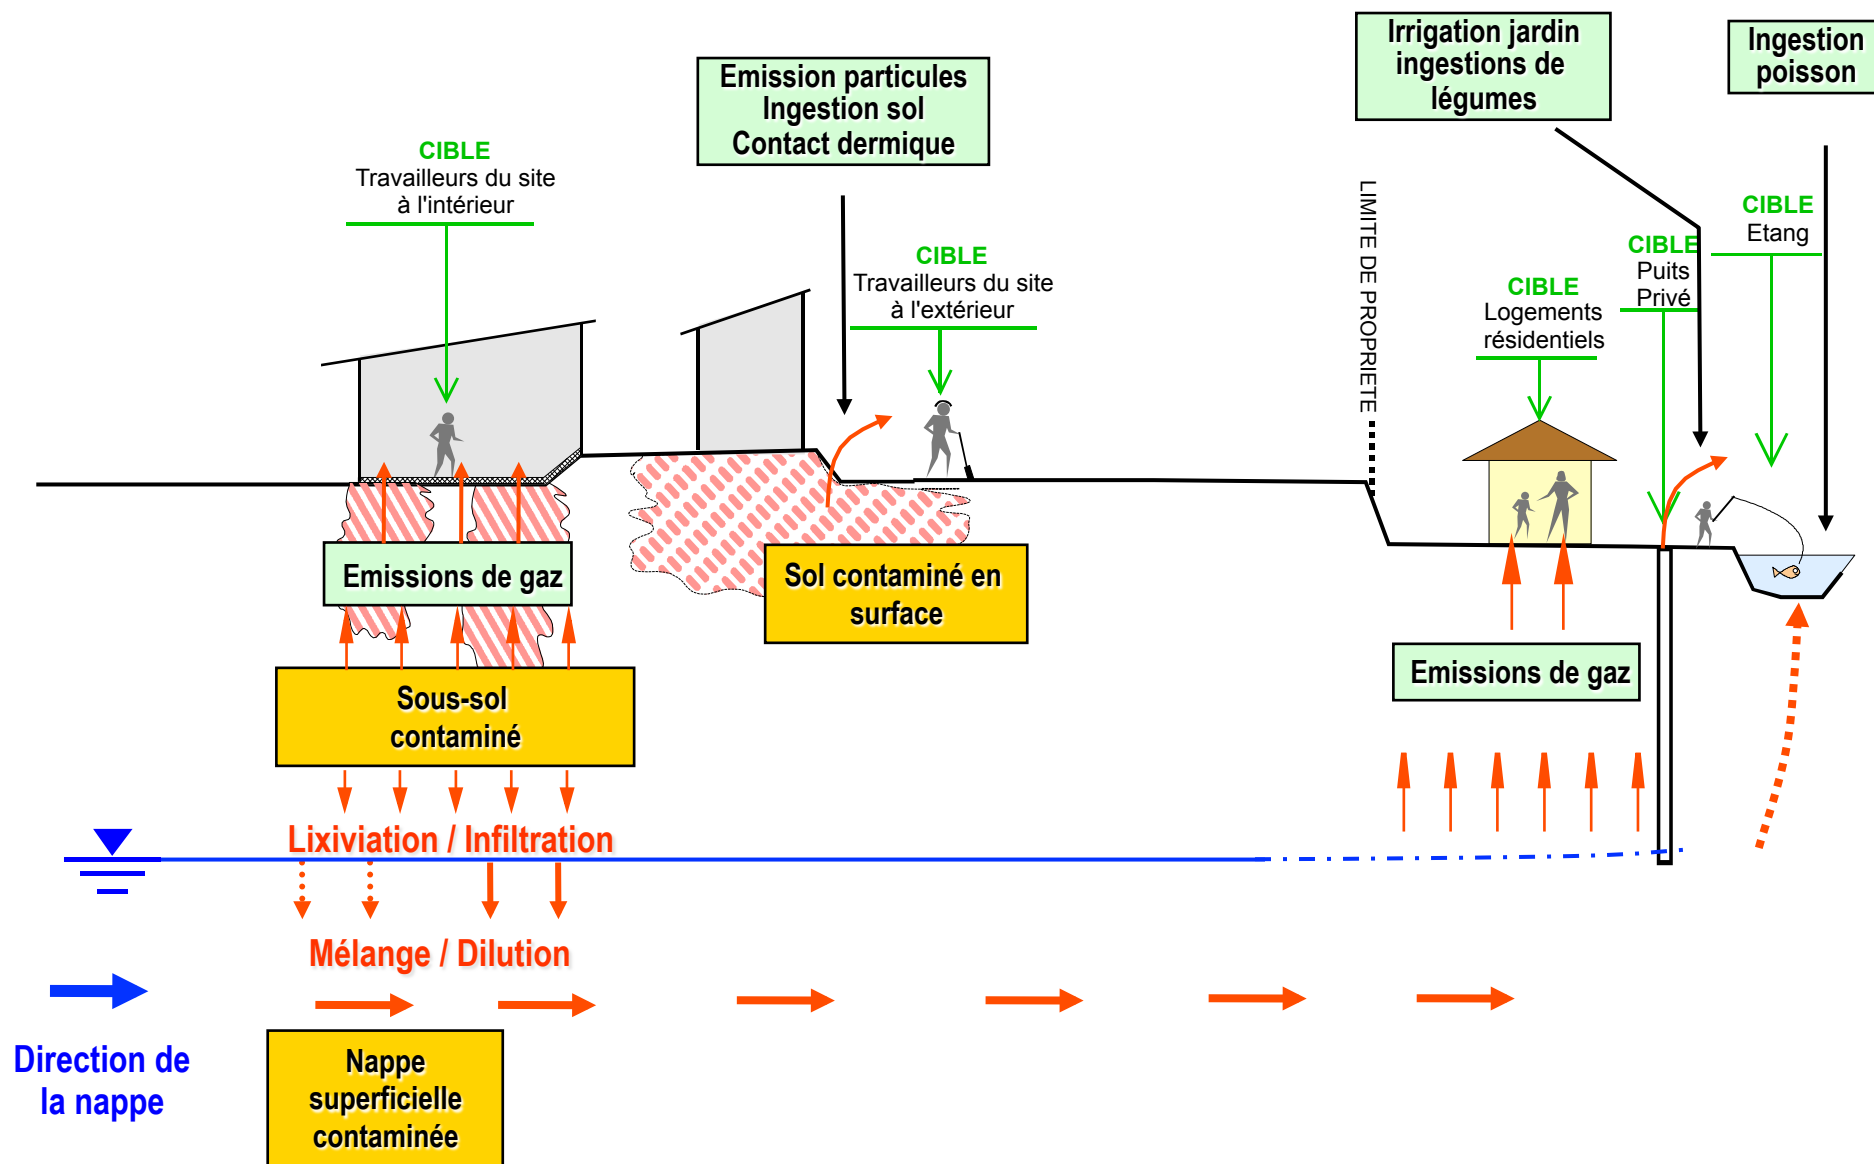 Irrigation jardin
ingestions de
légumes
Ingestion
poisson
Emission particules
Ingestion sol
Contact dermique
CIBLE
Travailleurs du site
à l'intérieur
CIBLE
Travailleurs du site
à l'extérieur
LIMITE DE PROPRIETE
CIBLE
Logements
résidentiels
CIBLE
Puits
Privé
CIBLE
Etang
Emissions de gaz
Sol contaminé en
surface
Sous-sol
contaminé
Emissions de gaz
Lixiviation / Infiltration
Mélange / Dilution
Direction de
la nappe
Nappe
superficielle
contaminée